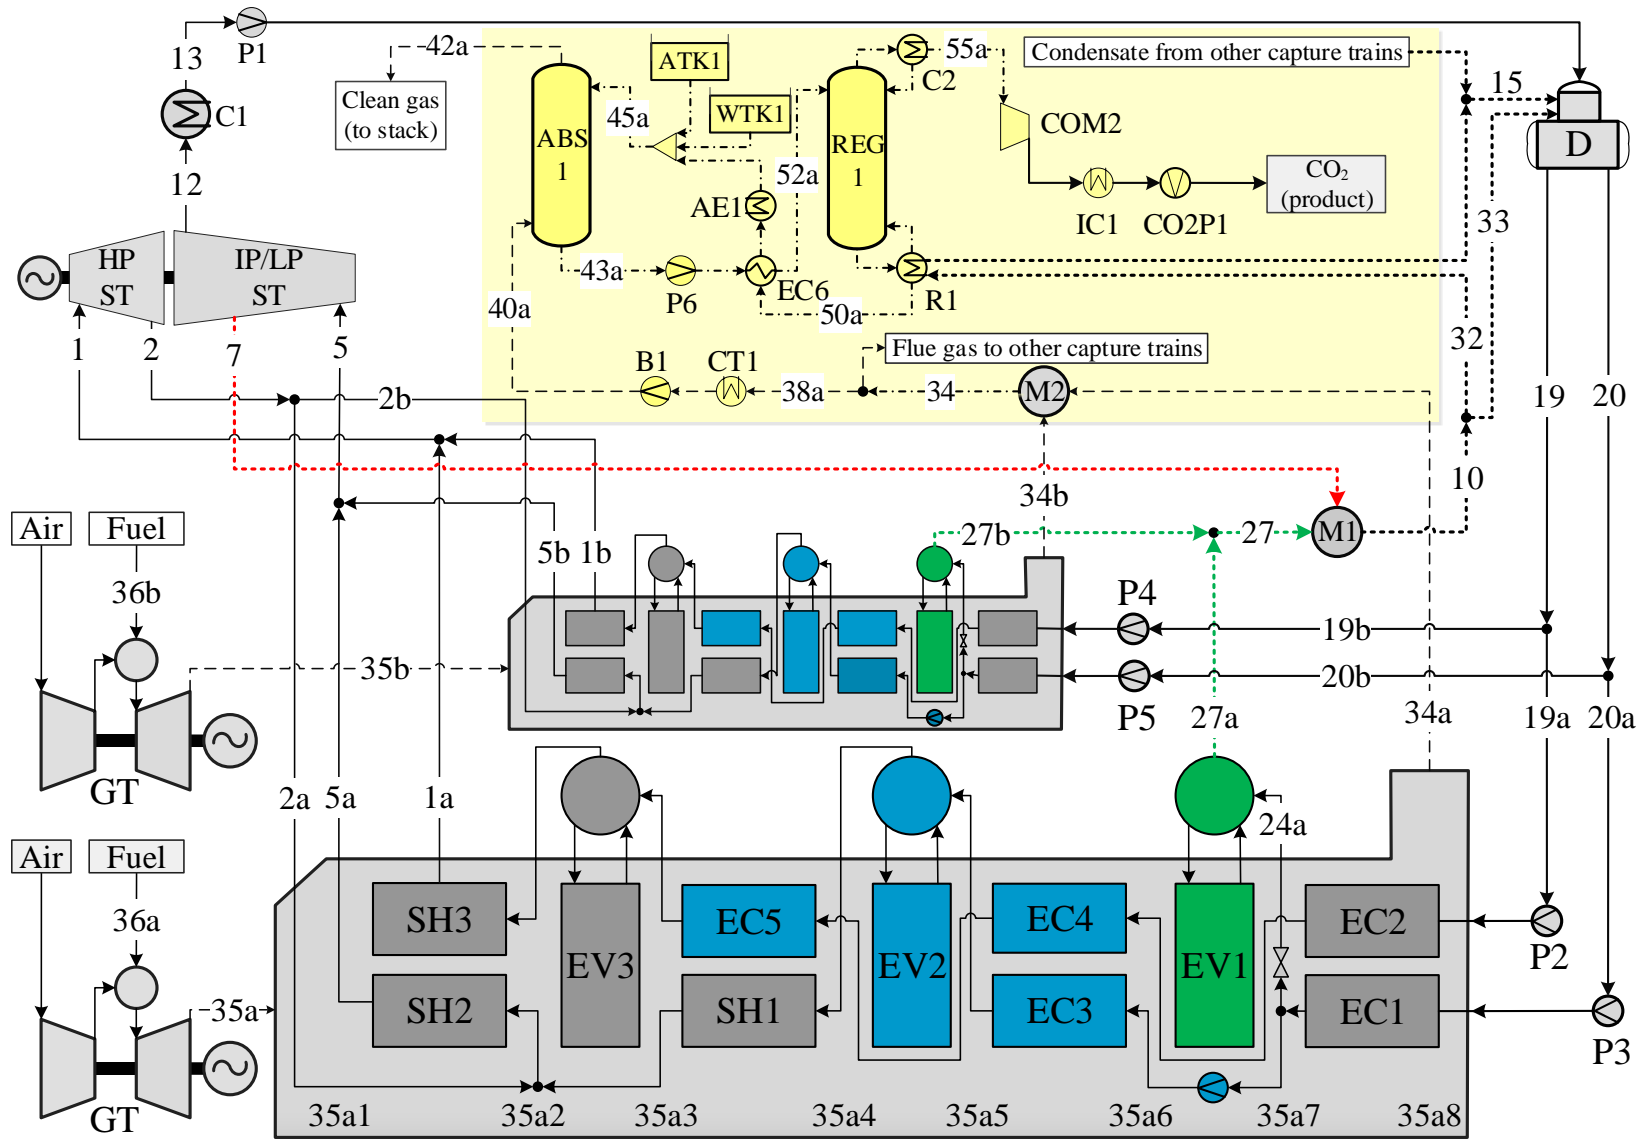 13
P1
42a
ATK1
55a
C2
Condensate from other capture trains
15
Clean gas
(to stack)
C1
WTK1
45a
ABS
1
REG
1
COM2
D
12
52a
CO₂
(product)
AE1
IC1
CO2P1
33
HP
ST
IP/LP
ST
43a
P6
EC6
50a
R1
40a
1
2
7
5
32
Flue gas to other capture trains
B1
CT1
38a
34
M2
2b
19
20
10
34b
Air
Fuel
27b
27
M1
5b
1b
36b
P4
19b
35b
20b
P5
27a
34a
19a
20a
GT
2a
5a
1a
24a
Air
Fuel
36a
SH3
EC5
EC4
EC2
EV3
EV2
EV1
P2
SH2
SH1
EC3
EC1
35a
P3
GT
35a1
35a2
35a3
35a4
35a5
35a6
35a7
35a8